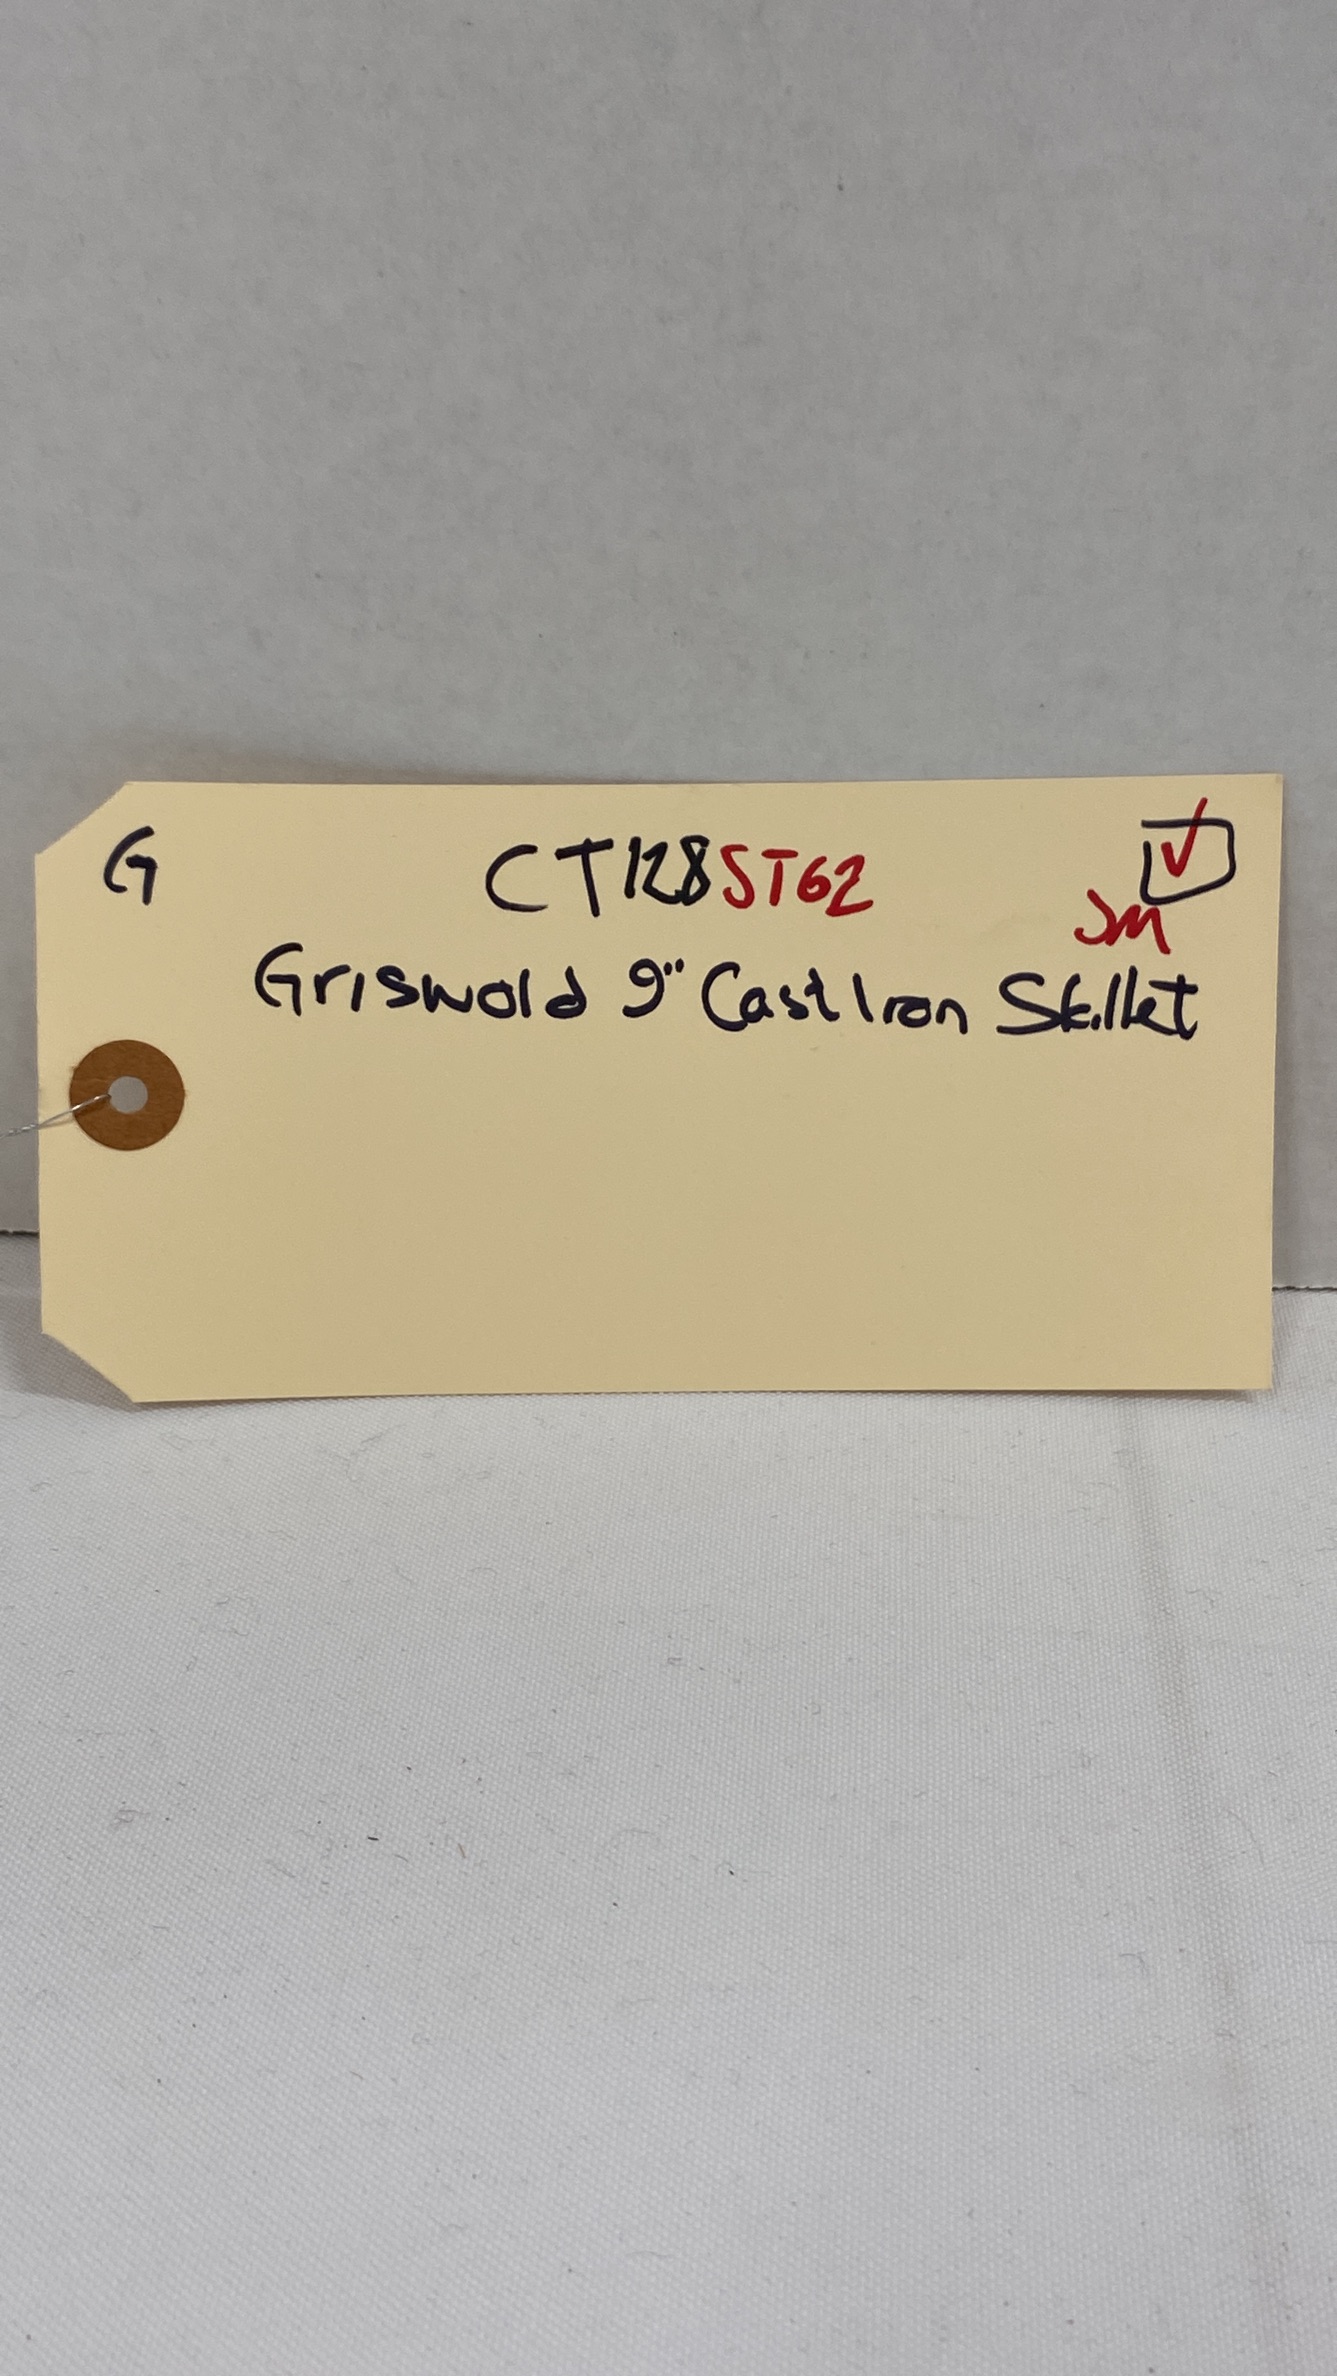 G CT128ST62 ☑
JM
Griswold 9" Cast Iron Skillet